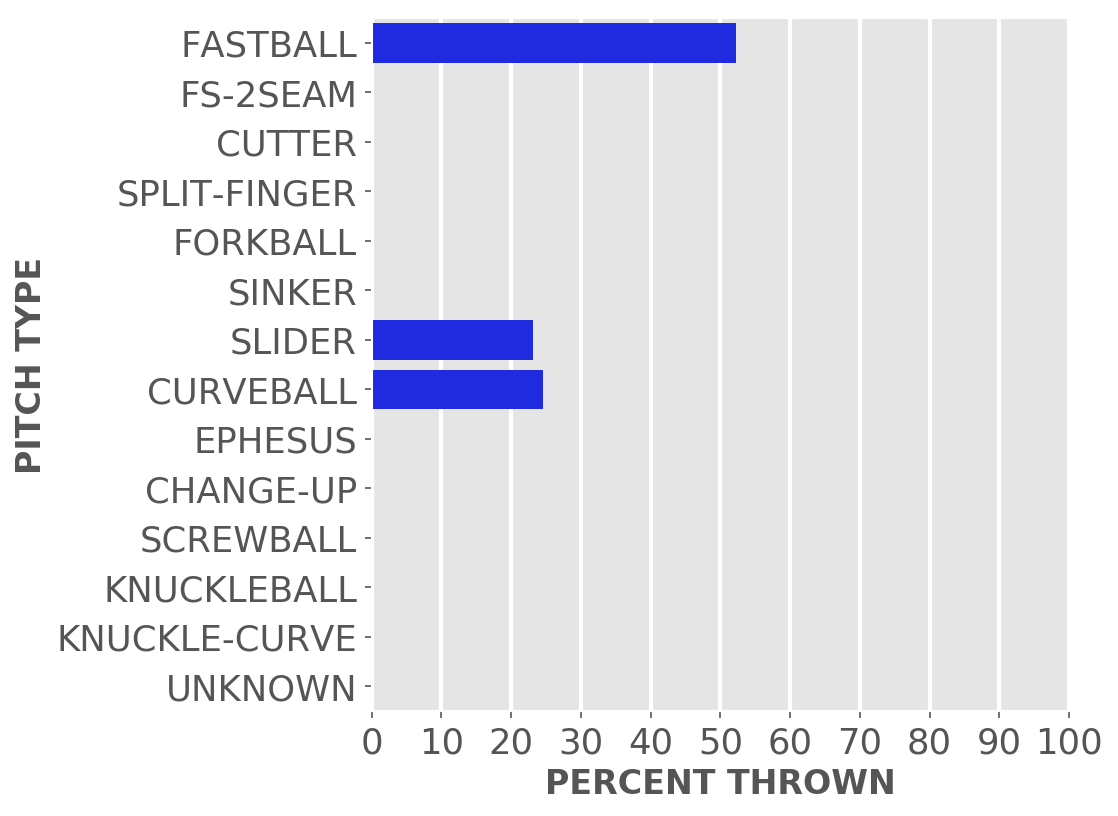 PITCH TYPE
FASTBALL
FS-2SEAM
CUTTER
SPLIT-FINGER
FORKBALL
SINKER
SLIDER
CURVEBALL
EPHESUS
CHANGE-UP
SCREWBALL
KNUCKLEBALL
KNUCKLE-CURVE
UNKNOWN
0 10 20 30 40 50 60 70 80 90 100
PERCENT THROWN